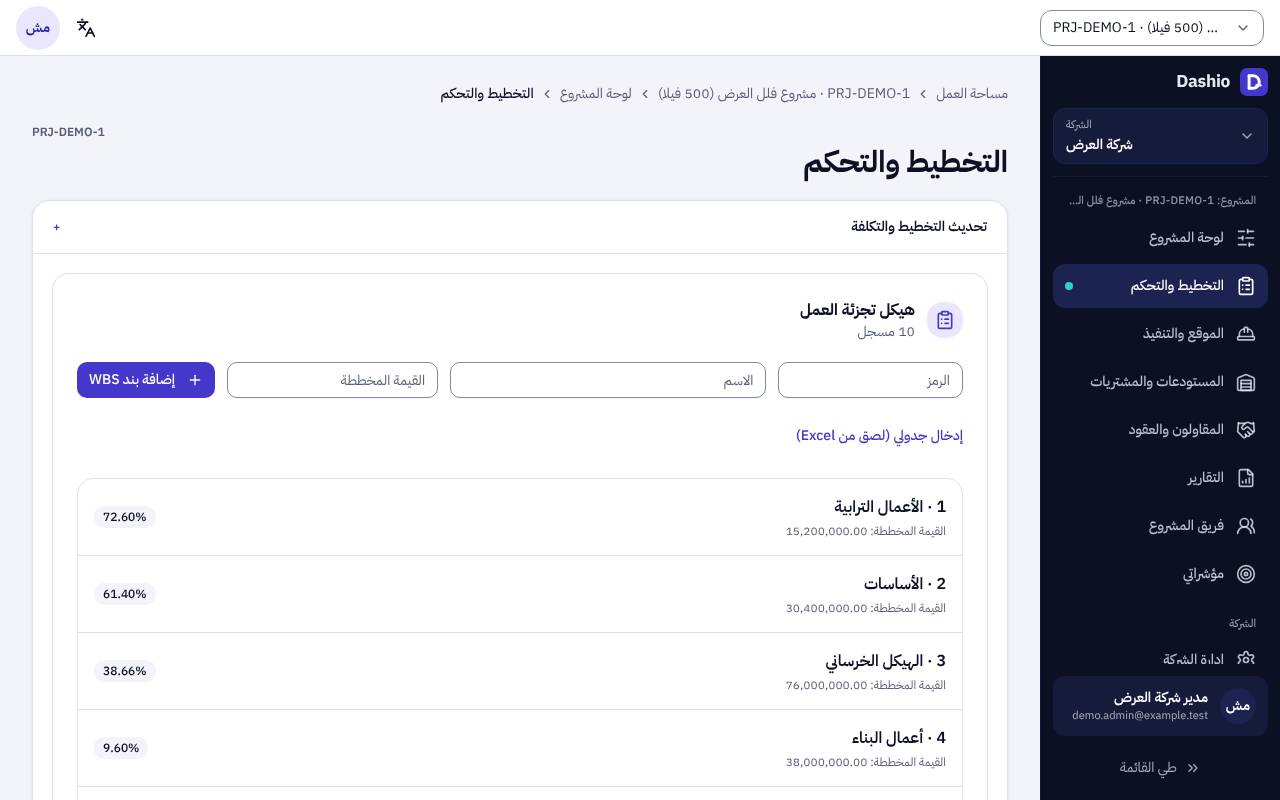 PRJ-DEMO-1 · (500 فيلا) ...
مش
D Dashio
الشركة
شركة العرض
المشروع: PRJ-DEMO-1 · مشروع فلل الـ...
لوحة المشروع
التخطيط والتحكم
الموقع والتنفيذ
المستودعات والمشتريات
المقاولون والعقود
التقارير
فريق المشروع
مؤشراتي
الشركة
إدارة الشركة
مش
مدير شركة العرض
demo.admin@example.test
طي القائمة
مساحة العمل › PRJ-DEMO-1 · مشروع فلل العرض (500 فيلا) › لوحة المشروع › التخطيط والتحكم
PRJ-DEMO-1
التخطيط والتحكم
تحديث التخطيط والتكلفة +
هيكل تجزئة العمل
10 مسجل
الرمز
الاسم
القيمة المخططة
+ إضافة بند WBS
إدخال جدولي (لصق من Excel)
1 · الأعمال الترابية
القيمة المخططة: 15,200,000.00
72.60%
2 · الأساسات
القيمة المخططة: 30,400,000.00
61.40%
3 · الهيكل الخرساني
القيمة المخططة: 76,000,000.00
38.66%
4 · أعمال البناء
القيمة المخططة: 38,000,000.00
9.60%